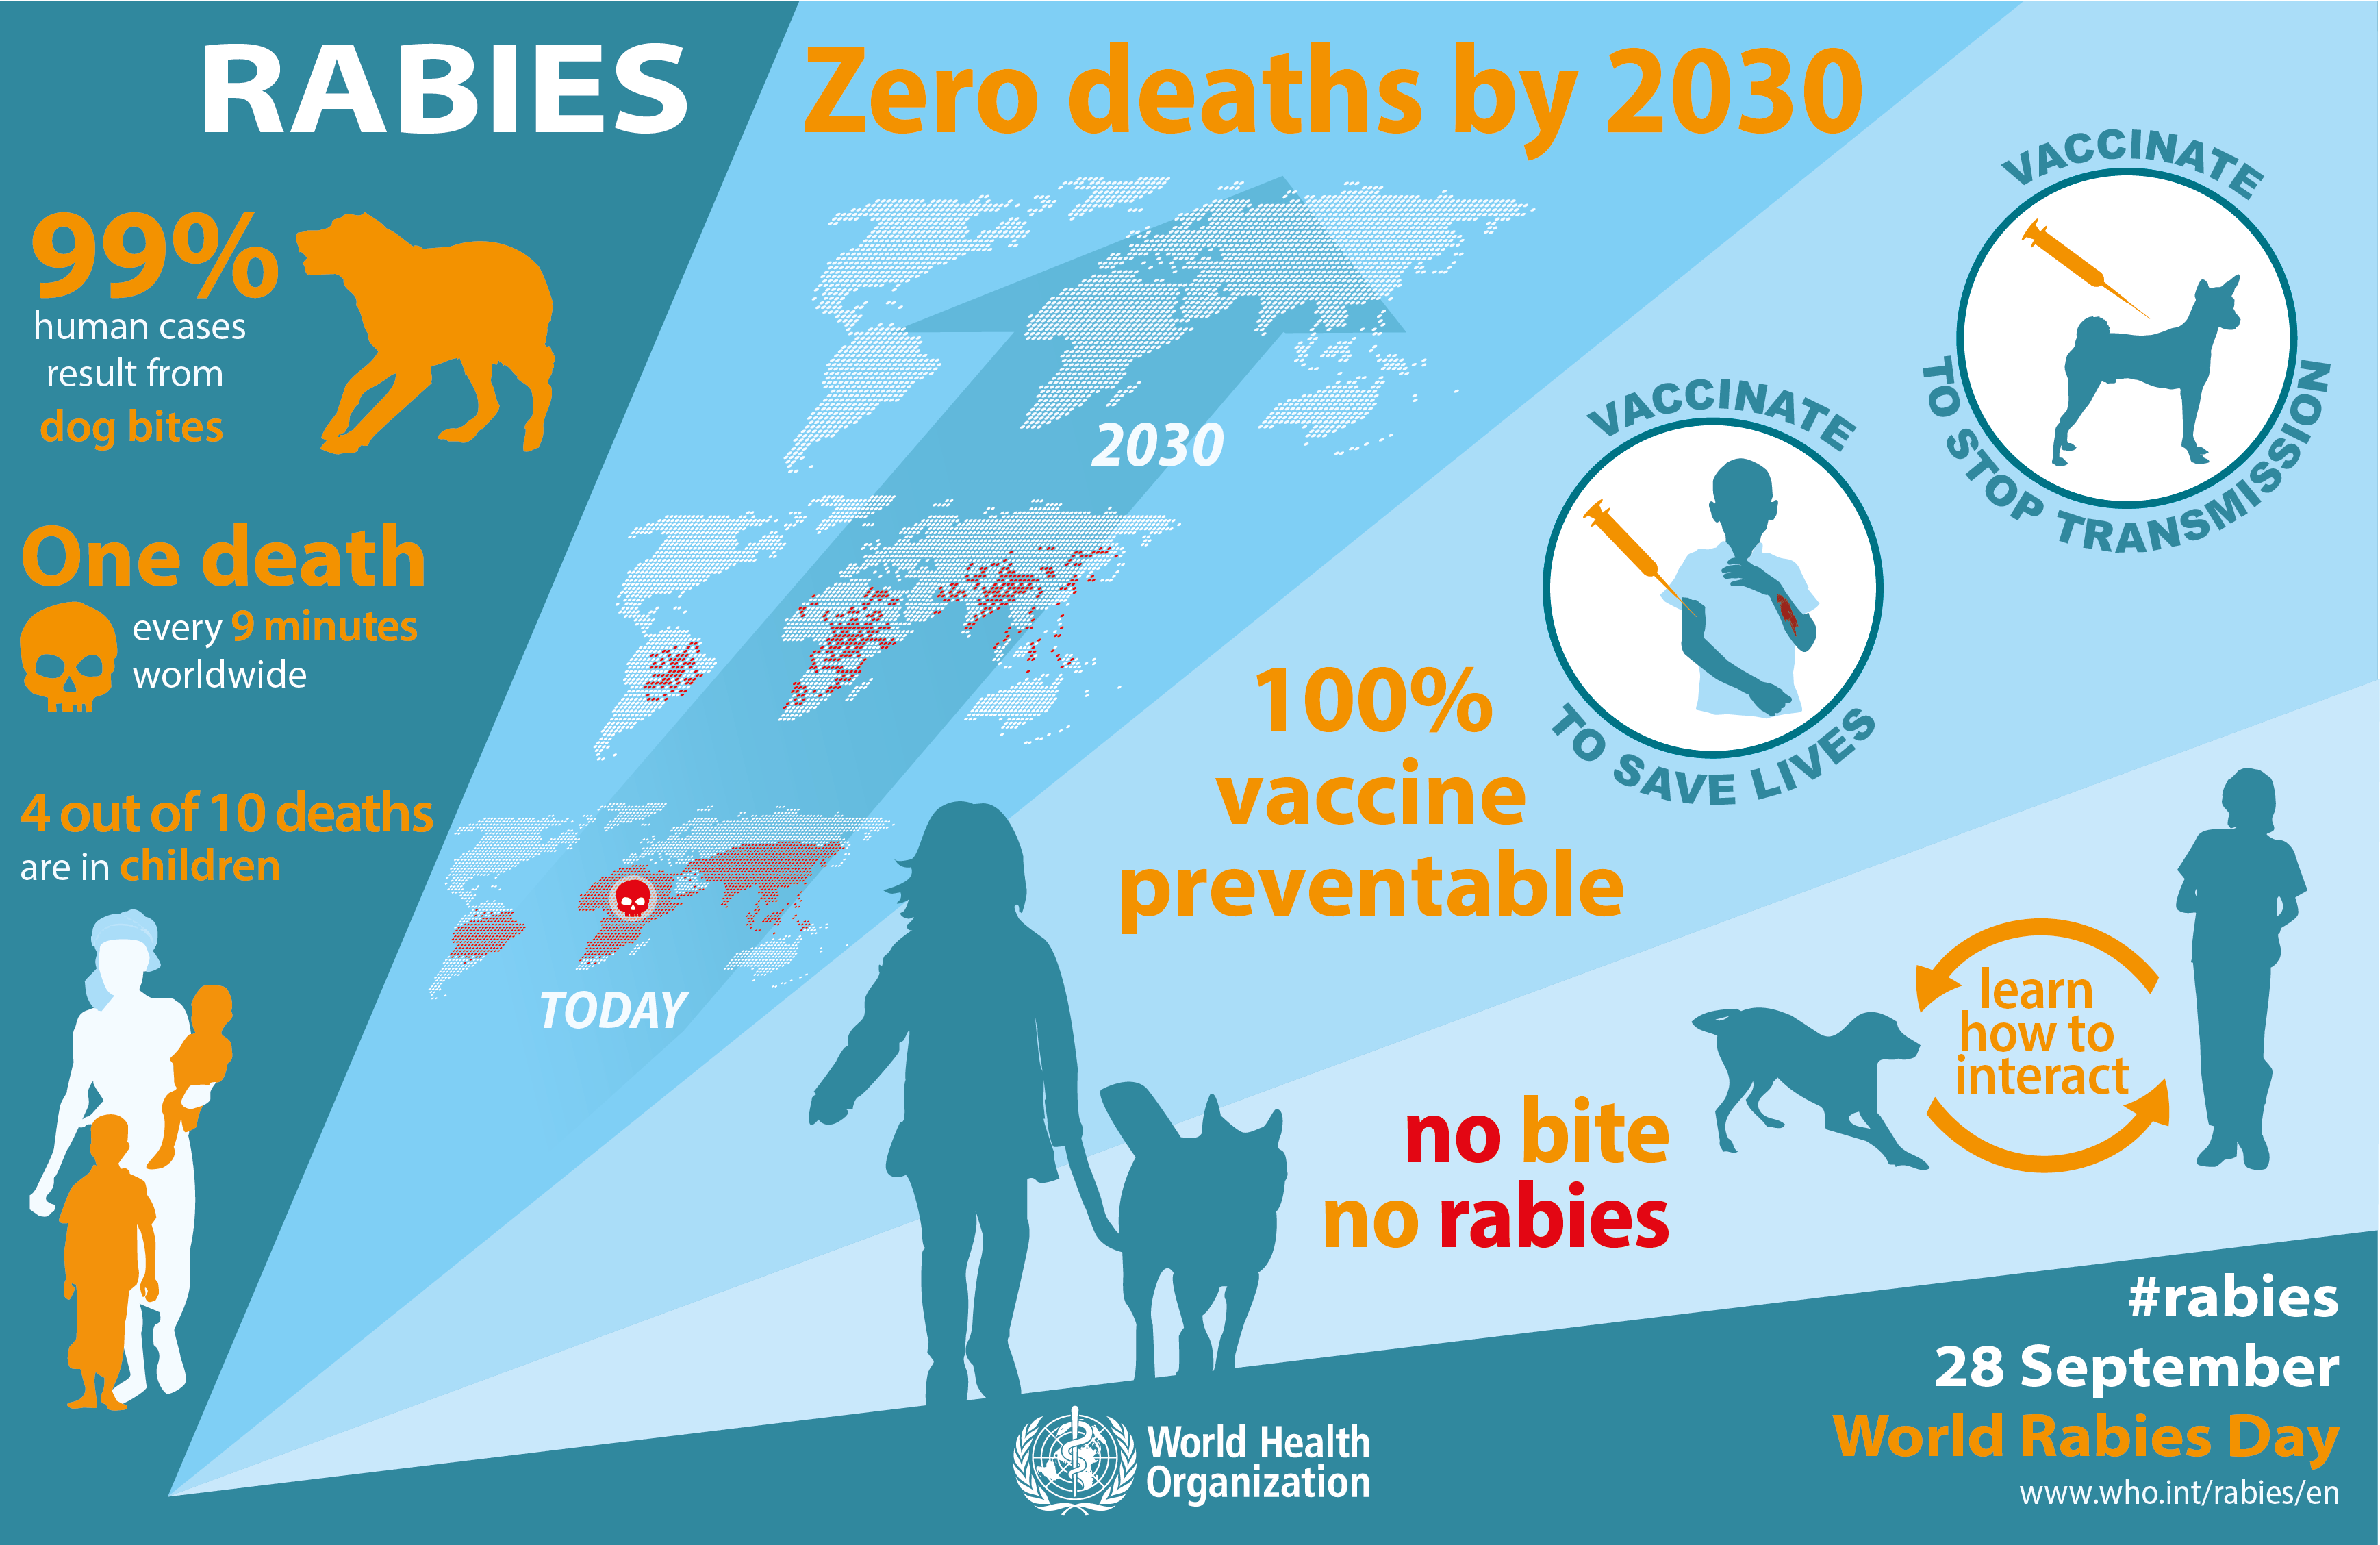 RABIES
Zero deaths by 2030
99%
human cases
result from
dog bites
One death
every 9 minutes
worldwide
4 out of 10 deaths
are in children
2030
TODAY
VACCINATE
TO STOP TRANSMISSION
VACCINATE
TO SAVE LIVES
100%
vaccine
preventable
learn
how to
interact
no bite
no rabies
#rabies
28 September
World Rabies Day
www.who.int/rabies/en
World Health
Organization